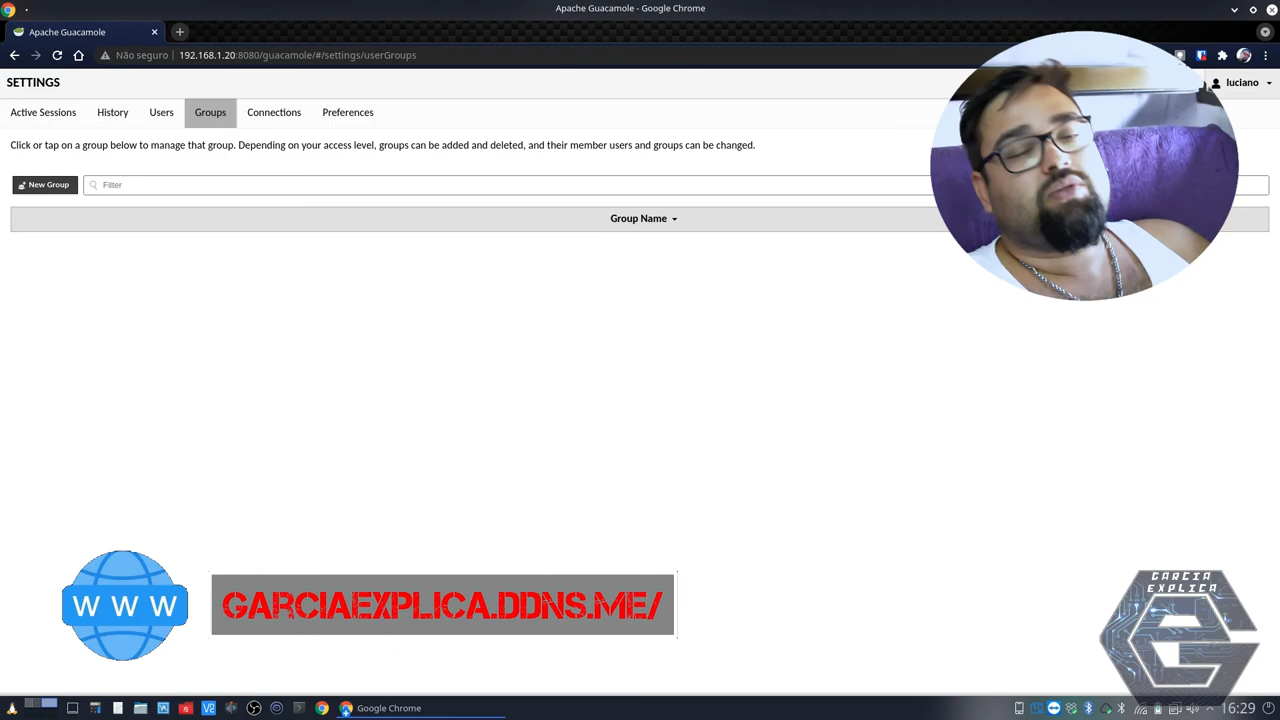 Apache Guacamole - Google Chrome
Apache Guacamole
Não seguro 192.168.1.20:8080/guacamole/#/settings/userGroups
SETTINGS
luciano
Active Sessions History Users Groups Connections Preferences
Click or tap on a group below to manage that group. Depending on your access level, groups can be added and deleted, and their member users and groups can be changed.
New Group Filter
Group Name
WWW
GARCIAEXPLICA.DDNS.ME/
GARCIA
EXPLICA
Google Chrome
16:29